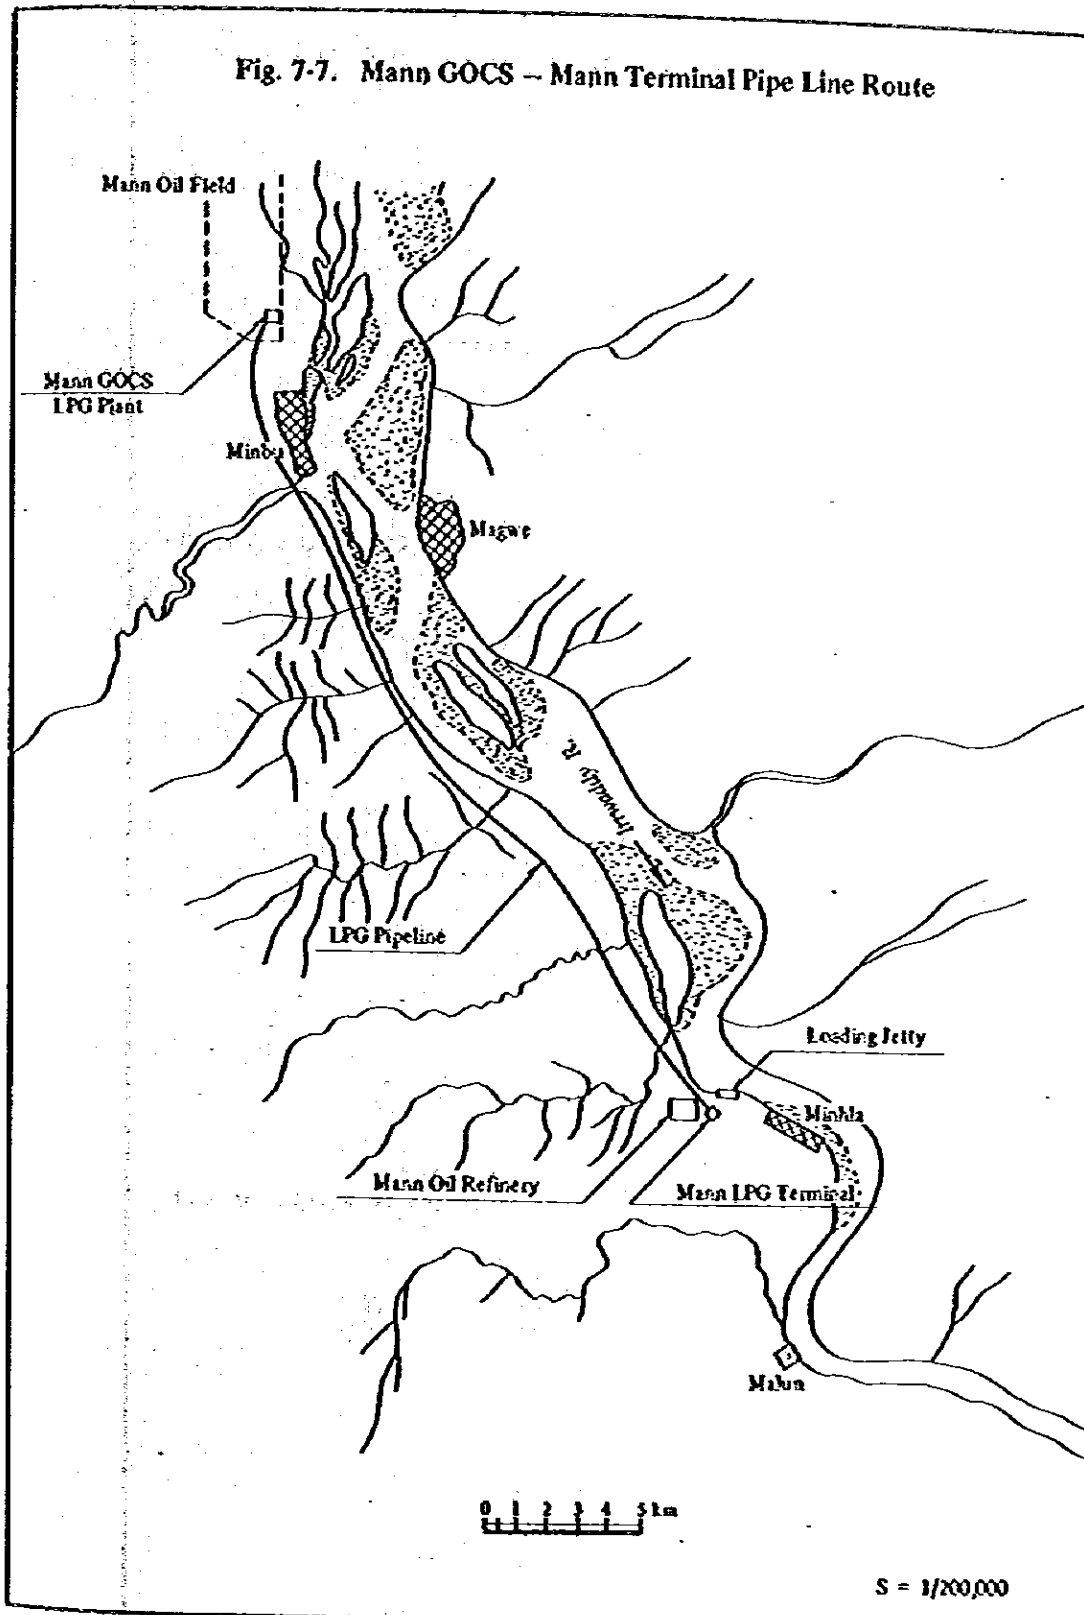 Fig. 7-7. Mann GOCS – Mann Terminal Pipe Line Route
Mann Oil Field
Mann GOCS
LPG Plant
Minbu
Magwe
Irrwaddy R.
LPG Pipeline
Loading Jetty
Minhla
Mann Oil Refinery
Mann LPG Terminal
Malun
0 1 2 3 4 5 km
S = 1/200,000